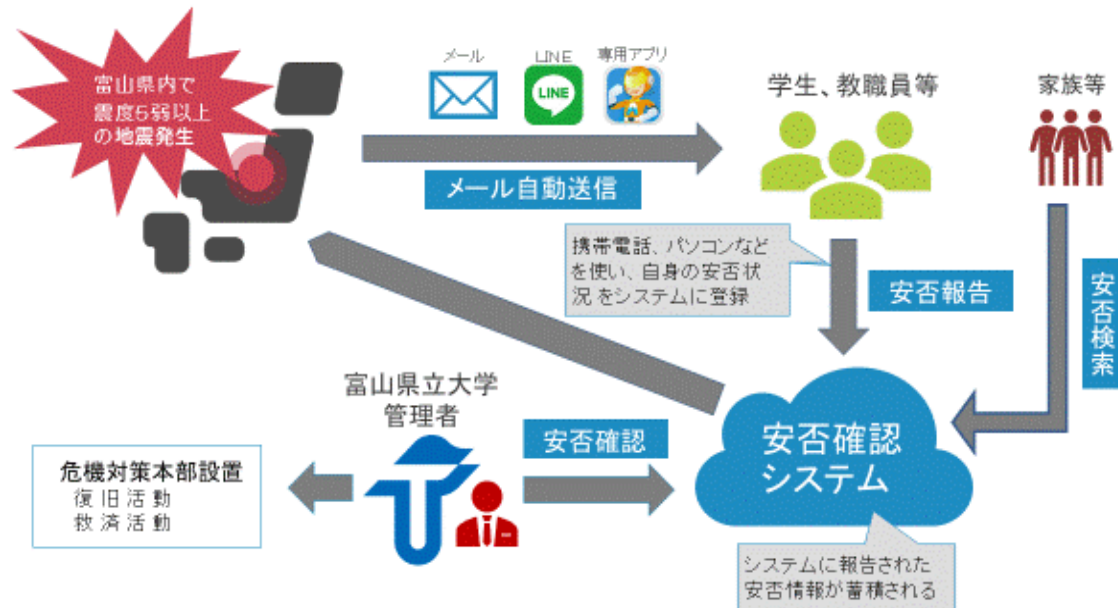 富山県内で
震度5弱以上
の地震発生
メール
LINE
専用アプリ
LINE
メール自動送信
学生、教職員等
家族等
携帯電話、パソコンなど
を使い、自身の安否状
況をシステムに登録
安否報告
安否検索
富山県立大学
管理者
安否確認
安否確認
システム
危機対策本部設置
復旧活動
救済活動
システムに報告された
安否情報が蓄積される